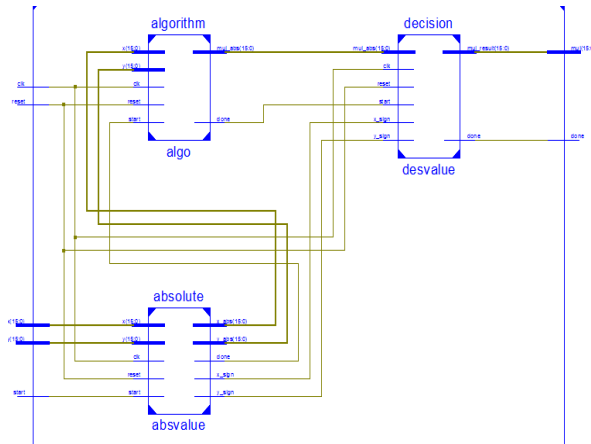 algorithm
decision
x(15:0)
mul_abs(15:0)
mul_abs(15:0)
mul_result(15:0)
mul(15:
y(15:0)
clk
clk
clk
reset
reset
reset
start
start
done
x_sign
y_sign
done
done
algo
desvalue
absolute
x(15:0)
x(15:0)
x_abs(15:0)
y(15:0)
y(15:0)
y_abs(15:0)
clk
done
reset
x_sign
start
start
y_sign
absvalue